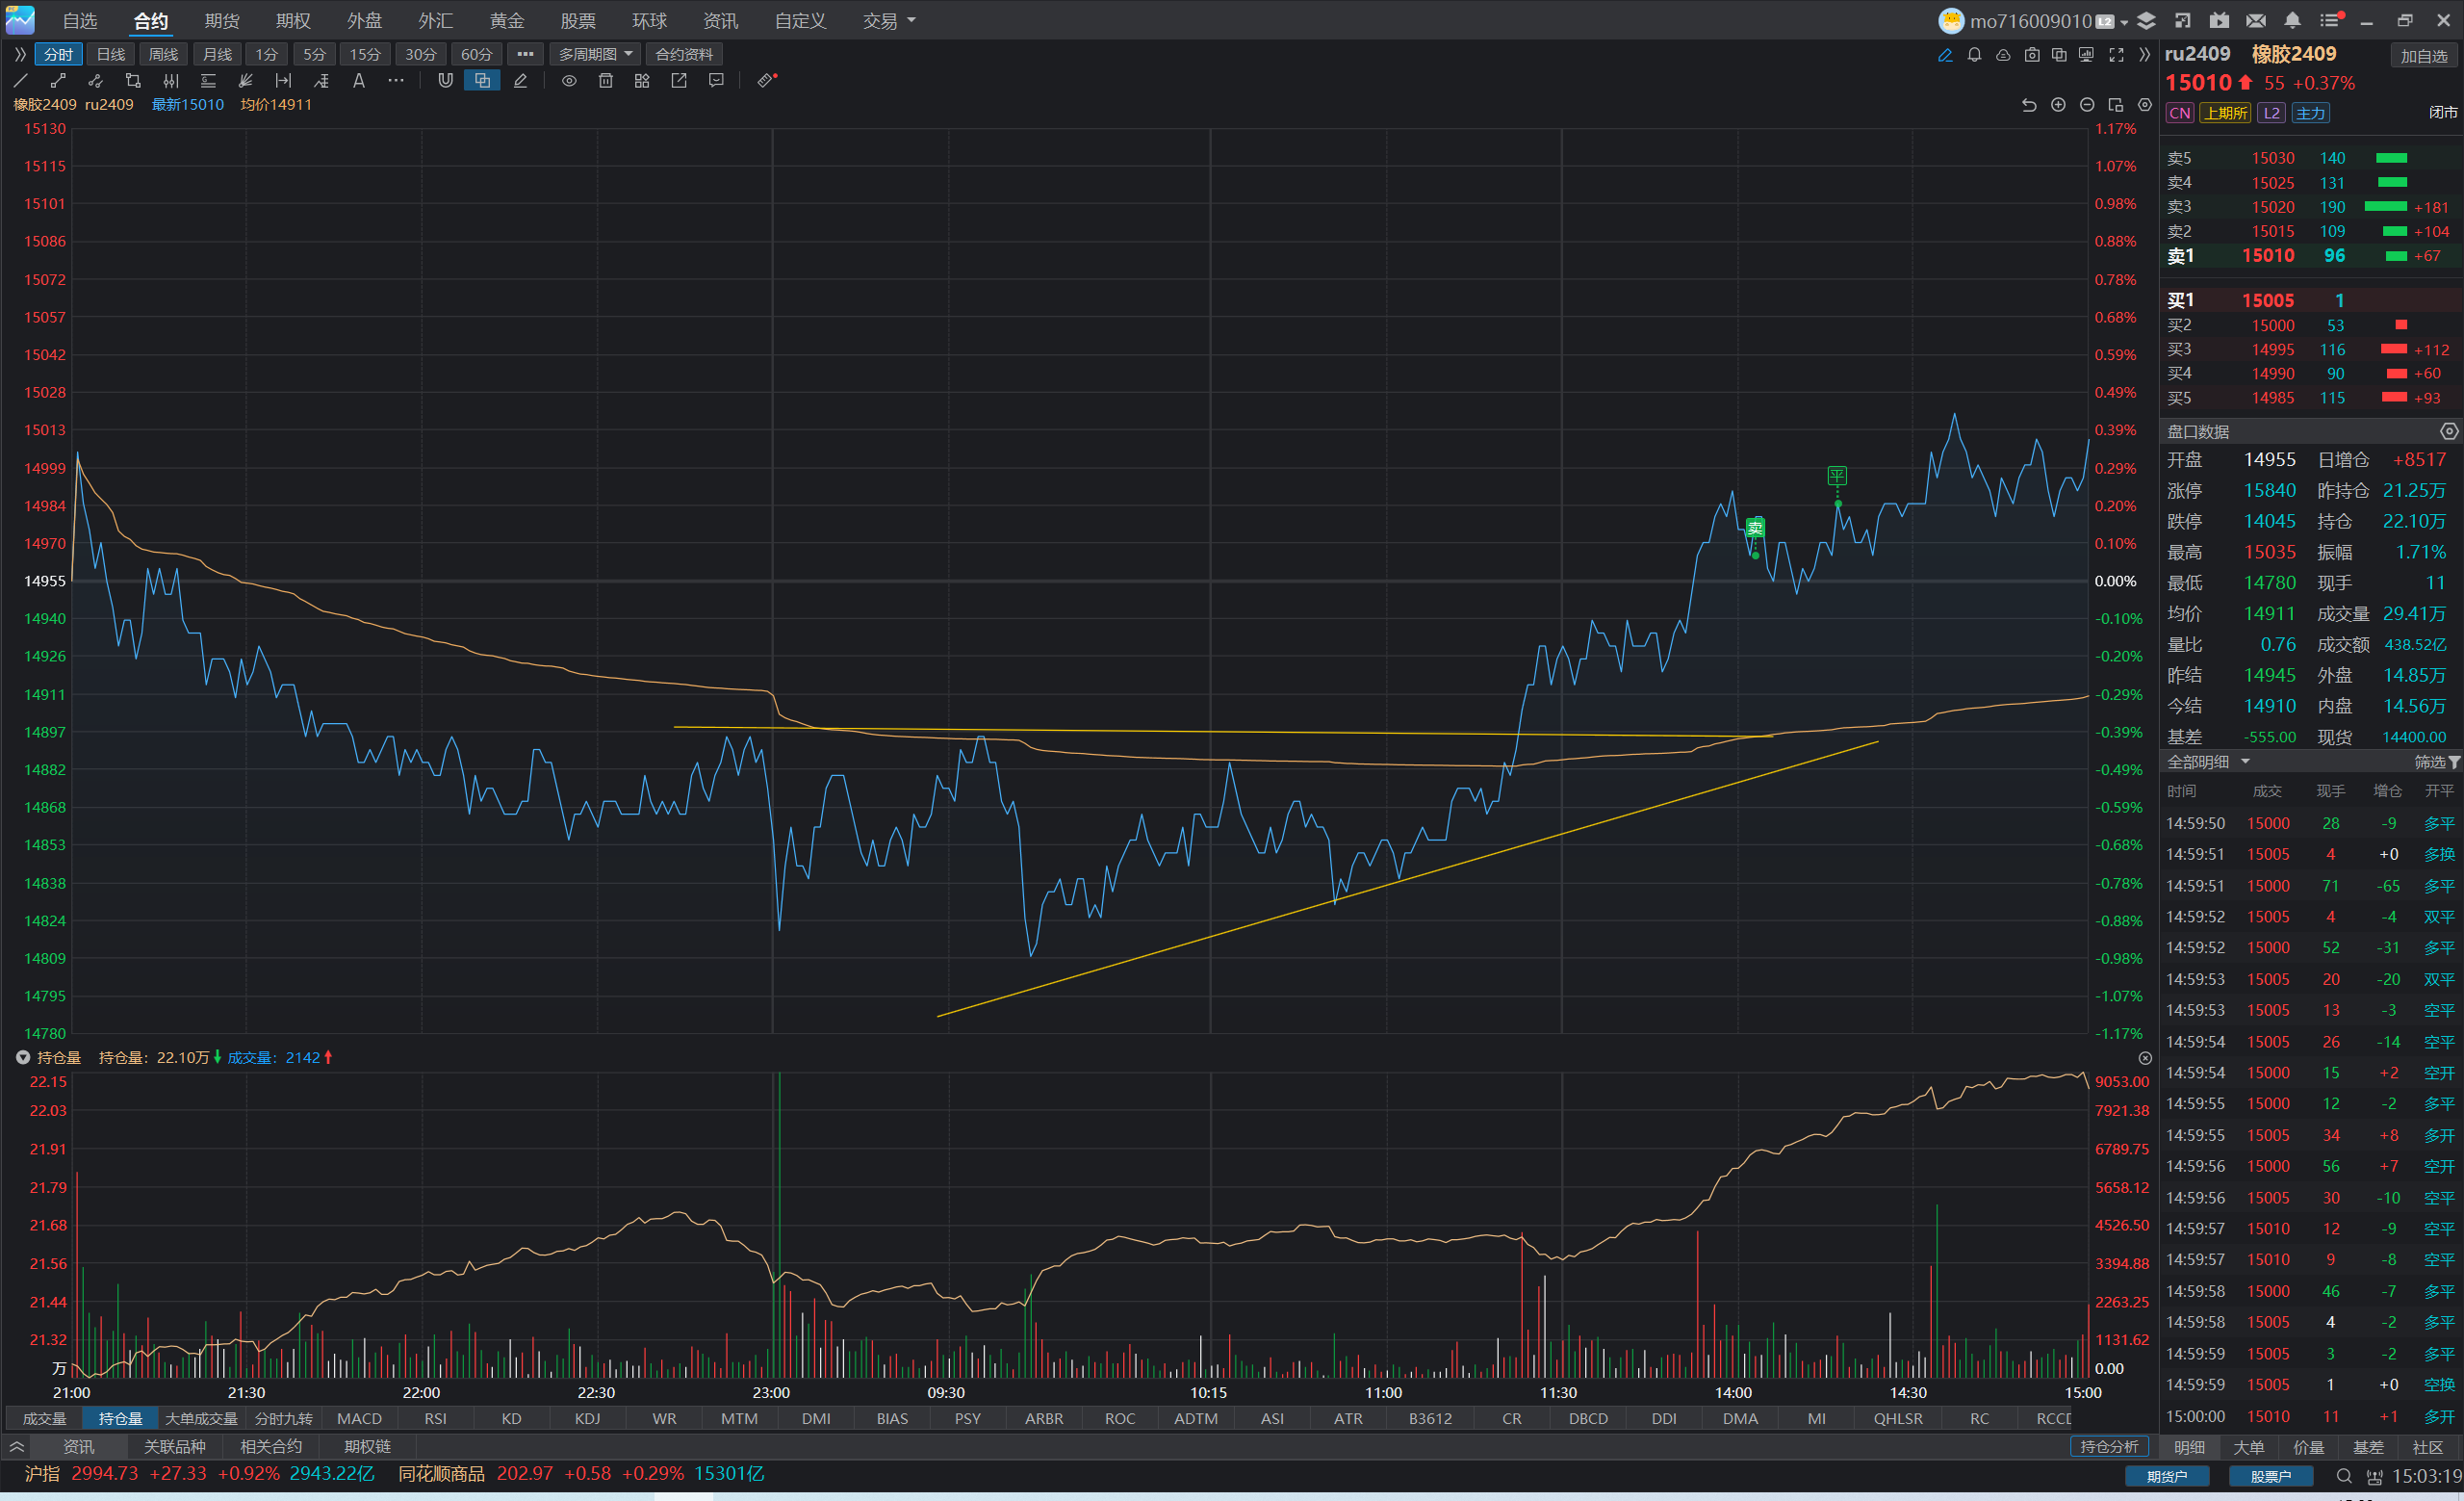 自选 合约 期货 期权 外盘 外汇 黄金 股票 环球 资讯 自定义 交易 mo716009010 L2
分时 日线 周线 月线 1分 5分 15分 30分 60分 ••• 多周期图 合约资料
橡胶2409 ru2409 最新15010 均价14911
15130 1.17%
15115 1.07%
15101 0.98%
15086 0.88%
15072 0.78%
15057 0.68%
15042 0.59%
15028 0.49%
15013 0.39%
14999 0.29%
14984 0.20%
14970 0.10%
14955 0.00%
14940 -0.10%
14926 -0.20%
14911 -0.29%
14897 -0.39%
14882 -0.49%
14868 -0.59%
14853 -0.68%
14838 -0.78%
14824 -0.88%
14809 -0.98%
14795 -1.07%
14780 -1.17%
平
卖
持仓量 持仓量: 22.10万 成交量: 2142
22.15 9053.00
22.03 7921.38
21.91 6789.75
21.79 5658.12
21.68 4526.50
21.56 3394.88
21.44 2263.25
21.32 1131.62
万 0.00
21:00 21:30 22:00 22:30 23:00 09:30 10:15 11:00 11:30 14:00 14:30 15:00
成交量 持仓量 大单成交量 分时九转 MACD RSI KD KDJ WR MTM DMI BIAS PSY ARBR ROC ADTM ASI ATR B3612 CR DBCD DDI DMA MI QHLSR RC RCCD
资讯 关联品种 相关合约 期权链 持仓分析
ru2409 橡胶2409 加自选
15010 55 +0.37%
CN 上期所 L2 主力 闭市
卖5 15030 140
卖4 15025 131
卖3 15020 190 +181
卖2 15015 109 +104
卖1 15010 96 +67
买1 15005 1
买2 15000 53
买3 14995 116 +112
买4 14990 90 +60
买5 14985 115 +93
盘口数据
开盘 14955 日增仓 +8517
涨停 15840 昨持仓 21.25万
跌停 14045 持仓 22.10万
最高 15035 振幅 1.71%
最低 14780 现手 11
均价 14911 成交量 29.41万
量比 0.76 成交额 438.52亿
昨结 14945 外盘 14.85万
今结 14910 内盘 14.56万
基差 -555.00 现货 14400.00
全部明细 筛选
时间 成交 现手 增仓 开平
14:59:50 15000 28 -9 多平
14:59:51 15005 4 +0 多换
14:59:51 15000 71 -65 多平
14:59:52 15005 4 -4 双平
14:59:52 15000 52 -31 多平
14:59:53 15005 20 -20 双平
14:59:53 15005 13 -3 空平
14:59:54 15005 26 -14 空平
14:59:54 15000 15 +2 空开
14:59:55 15000 12 -2 多平
14:59:55 15005 34 +8 多开
14:59:56 15000 56 +7 空开
14:59:56 15005 30 -10 空平
14:59:57 15010 12 -9 空平
14:59:57 15010 9 -8 空平
14:59:58 15000 46 -7 多平
14:59:58 15005 4 -2 多平
14:59:59 15005 3 -2 多平
14:59:59 15005 1 +0 空换
15:00:00 15010 11 +1 多开
明细 大单 价量 基差 社区
沪指 2994.73 +27.33 +0.92% 2943.22亿 同花顺商品 202.97 +0.58 +0.29% 15301亿 期货户 股票户 15:03:19